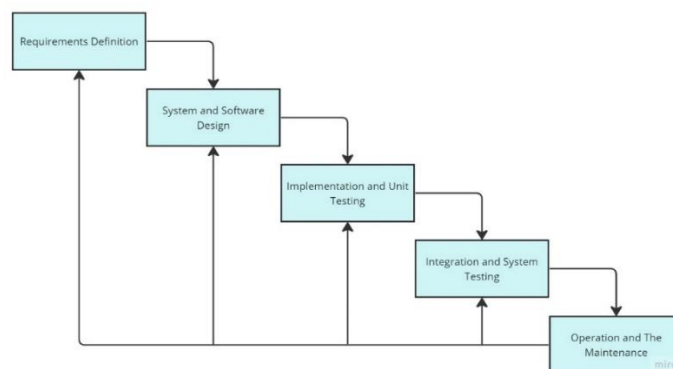 Requirements Definition
System and Software
Design
Implementation and Unit
Testing
Integration and System
Testing
Operation and The
Maintenance